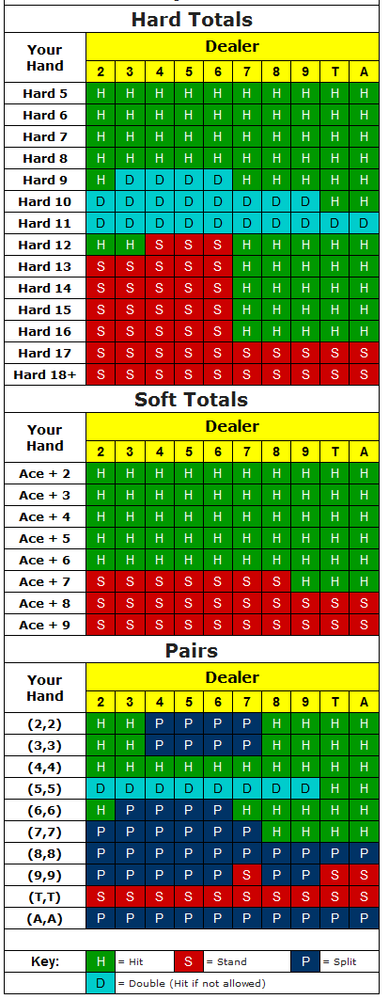 Hard Totals
Your Hand Dealer
2 3 4 5 6 7 8 9 T A
Hard 5 H H H H H H H H H H
Hard 6 H H H H H H H H H H
Hard 7 H H H H H H H H H H
Hard 8 H H H H H H H H H H
Hard 9 H D D D D H H H H H
Hard 10 D D D D D D D D H H
Hard 11 D D D D D D D D D D
Hard 12 H H S S S H H H H H
Hard 13 S S S S S H H H H H
Hard 14 S S S S S H H H H H
Hard 15 S S S S S H H H H H
Hard 16 S S S S S H H H H H
Hard 17 S S S S S S S S S S
Hard 18+ S S S S S S S S S S
Soft Totals
Your Hand Dealer
2 3 4 5 6 7 8 9 T A
Ace + 2 H H H H H H H H H H
Ace + 3 H H H H H H H H H H
Ace + 4 H H H H H H H H H H
Ace + 5 H H H H H H H H H H
Ace + 6 H H H H H H H H H H
Ace + 7 S S S S S S S H H H
Ace + 8 S S S S S S S S S S
Ace + 9 S S S S S S S S S S
Pairs
Your Hand Dealer
2 3 4 5 6 7 8 9 T A
(2,2) H H P P P P H H H H
(3,3) H H P P P P H H H H
(4,4) H H H H H H H H H H
(5,5) D D D D D D D D H H
(6,6) H P P P P H H H H H
(7,7) P P P P P P H H H H
(8,8) P P P P P P P P P P
(9,9) P P P P P S P P S S
(T,T) S S S S S S S S S S
(A,A) P P P P P P P P P P
Key: H = Hit S = Stand P = Split
D = Double (Hit if not allowed)